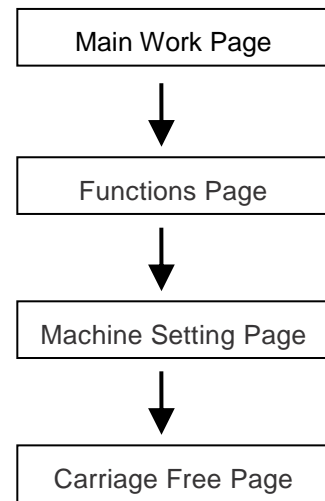 Main Work Page
Functions Page
Machine Setting Page
Carriage Free Page